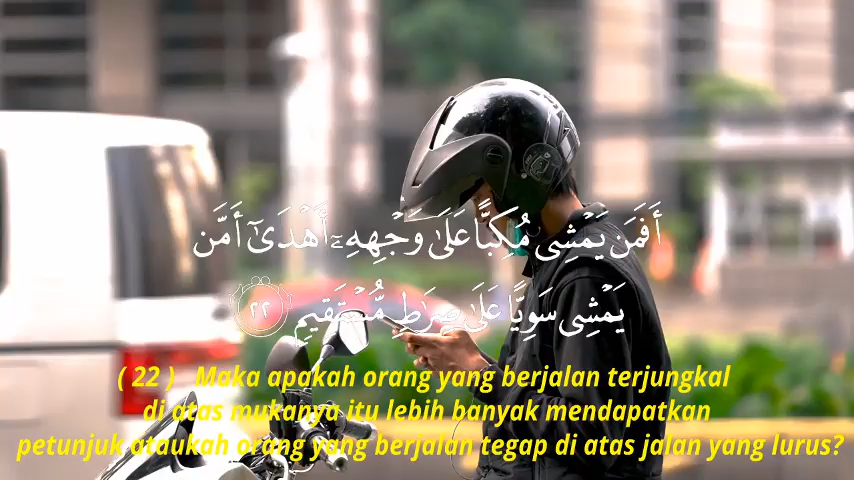 أَفَمَن يَمۡشِي مُكِبًّا عَلَىٰ وَجۡهِهِۦٓ أَهۡدَىٰٓ أَمَّن
يَمۡشِي سَوِيًّا عَلَىٰ صِرَٰطٖ مُّسۡتَقِيمٖ ٢٢
( 22 ) Maka apakah orang yang berjalan terjungkal
di atas mukanya itu lebih banyak mendapatkan
petunjuk ataukah orang yang berjalan tegap di atas jalan yang lurus?